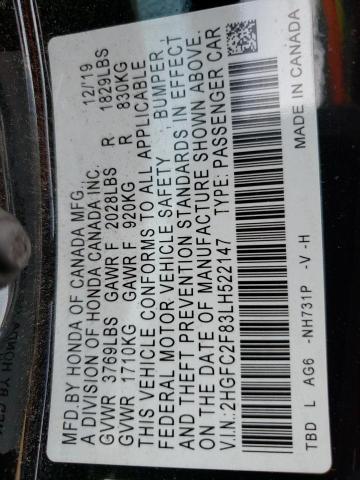 MFD.BY HONDA OF CANADA MFG., 12/19
A DIVISION OF HONDA CANADA INC.
GVWR 3769LBS GAWR F 2028LBS R 1829LBS
GVWR 1710KG GAWR F 920KG R 830KG
THIS VEHICLE CONFORMS TO ALL APPLICABLE
FEDERAL MOTOR VEHICLE SAFETY BUMPER,
AND THEFT PREVENTION STANDARDS IN EFFECT
ON THE DATE OF MANUFACTURE SHOWN ABOVE.
V.I.N.:2HGFC2F83LH522147 TYPE: PASSENGER CAR
TBD L AG6 -NH731P -V -H MADE IN CANADA